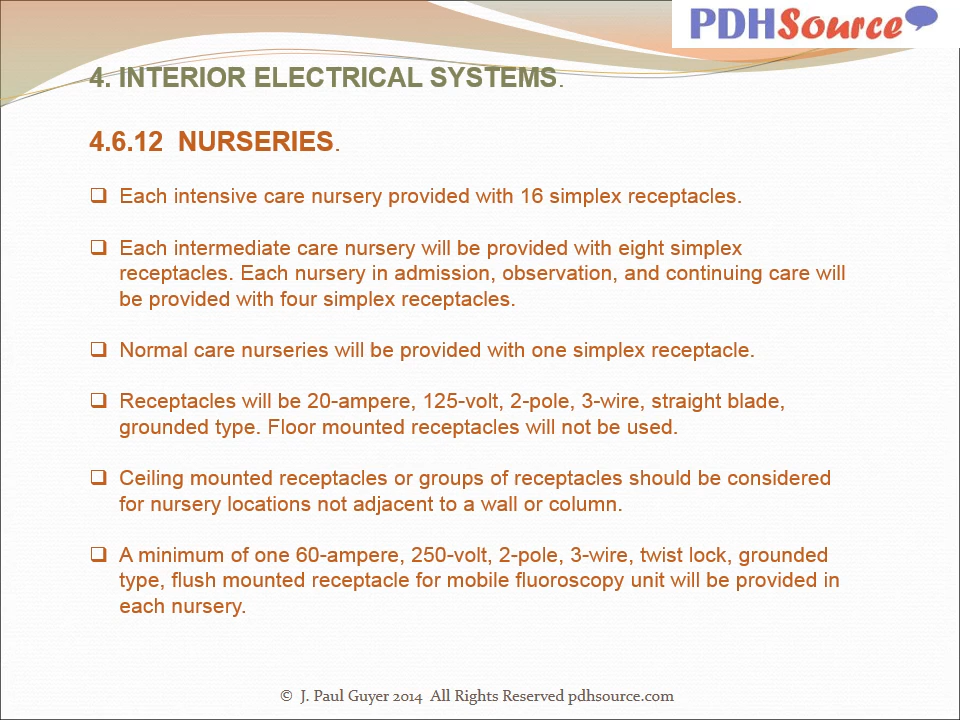 PDHSource
4. INTERIOR ELECTRICAL SYSTEMS.
4.6.12 NURSERIES.
Each intensive care nursery provided with 16 simplex receptacles.
Each intermediate care nursery will be provided with eight simplex
receptacles. Each nursery in admission, observation, and continuing care will
be provided with four simplex receptacles.
Normal care nurseries will be provided with one simplex receptacle.
Receptacles will be 20-ampere, 125-volt, 2-pole, 3-wire, straight blade,
grounded type. Floor mounted receptacles will not be used.
Ceiling mounted receptacles or groups of receptacles should be considered
for nursery locations not adjacent to a wall or column.
A minimum of one 60-ampere, 250-volt, 2-pole, 3-wire, twist lock, grounded
type, flush mounted receptacle for mobile fluoroscopy unit will be provided in
each nursery.
© J. Paul Guyer 2014 All Rights Reserved pdhsource.com